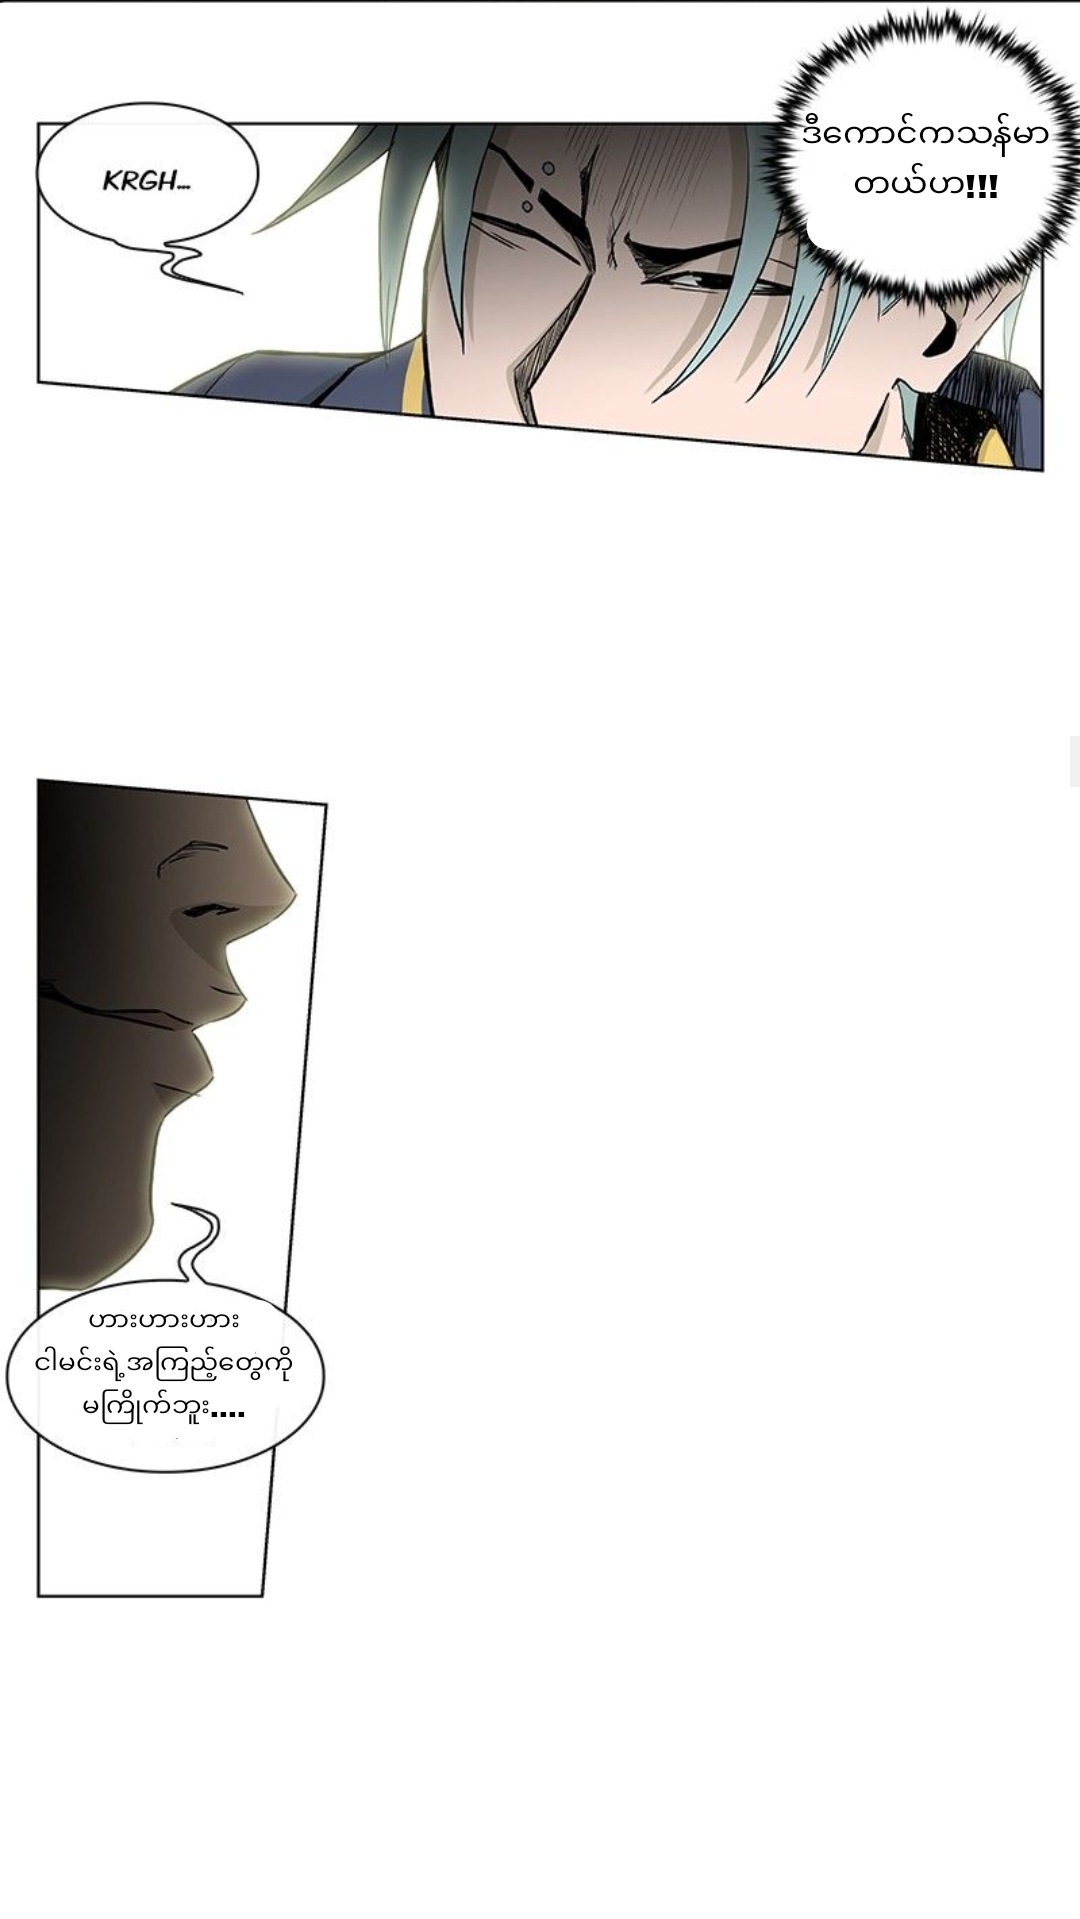 KRGH...
ဒီကောင်ကသန်မာ
တယ်ဟ!!!
ဟားဟားဟား
ငါမင်းရဲ့အကြည့်တွေကို
မကြိုက်ဘူး....